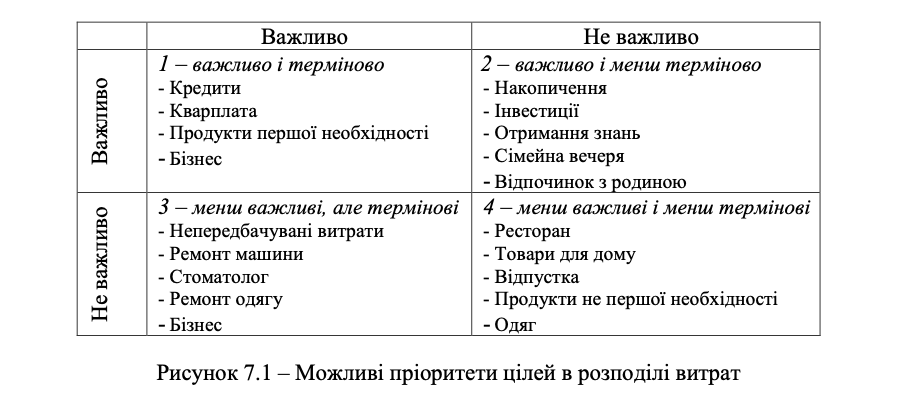 Важливо
Не важливо
Важливо
1 – важливо і терміново
- Кредити
- Кварплата
- Продукти першої необхідності
- Бізнес
2 – важливо і менш терміново
- Накопичення
- Інвестиції
- Отримання знань
- Сімейна вечеря
- Відпочинок з родиною
Не важливо
3 – менш важливі, але термінові
- Непередбачувані витрати
- Ремонт машини
- Стоматолог
- Ремонт одягу
- Бізнес
4 – менш важливі і менш термінові
- Ресторан
- Товари для дому
- Відпустка
- Продукти не першої необхідності
- Одяг
Рисунок 7.1 – Можливі пріоритети цілей в розподілі витрат